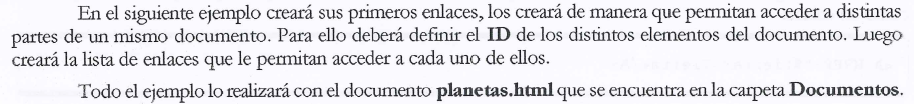 En el siguiente ejemplo creará sus primeros enlaces, los creará de manera que permitan acceder a distintas
partes de un mismo documento. Para ello deberá definir el ID de los distintos elementos del documento. Luego
creará la lista de enlaces que le permitan acceder a cada uno de ellos.
Todo el ejemplo lo realizará con el documento planetas.html que se encuentra en la carpeta Documentos.